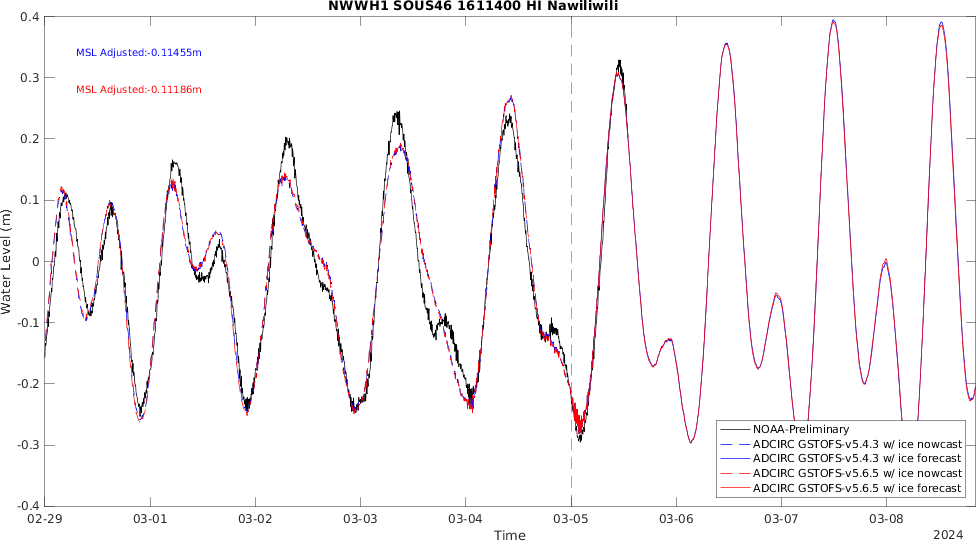 NWWH1 SOUS46 1611400 HI Nawiliwili
MSL Adjusted:-0.11455m
MSL Adjusted:-0.11186m
Water Level (m)
0.4
0.3
0.2
0.1
0
-0.1
-0.2
-0.3
-0.4
NOAA-Preliminary
ADCIRC GSTOFS-v5.4.3 w/ ice nowcast
ADCIRC GSTOFS-v5.4.3 w/ ice forecast
ADCIRC GSTOFS-v5.6.5 w/ ice nowcast
ADCIRC GSTOFS-v5.6.5 w/ ice forecast
02-29 03-01 03-02 03-03 03-04 03-05 03-06 03-07 03-08
Time
2024